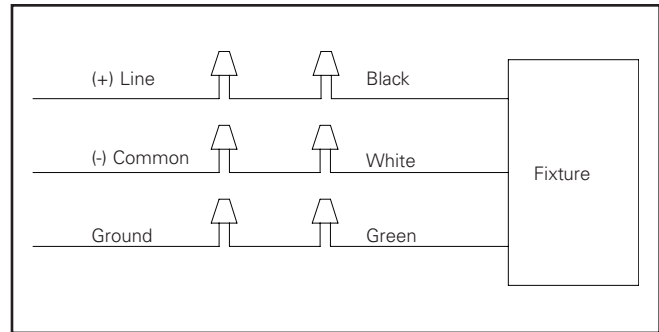 (+) Line Black
(-) Common White
Fixture
Ground Green